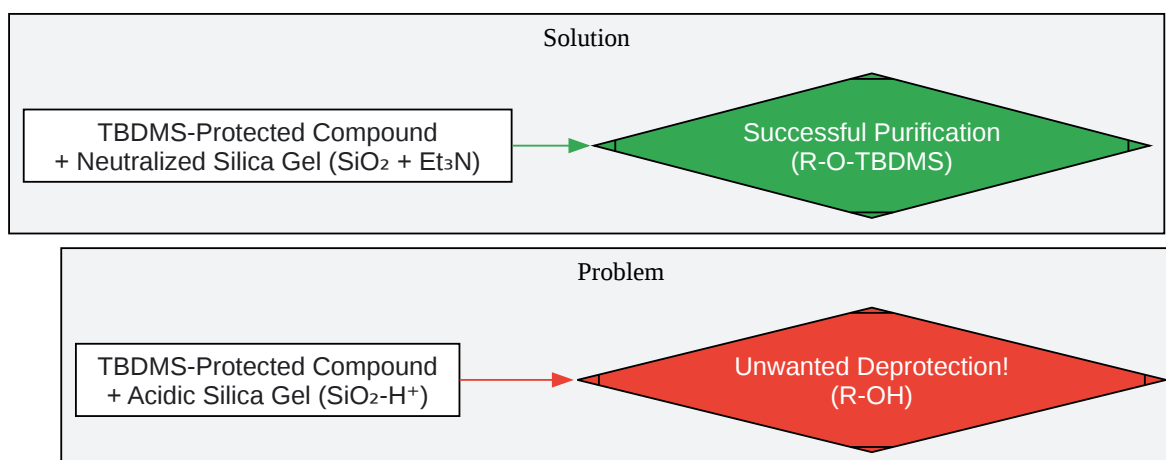 Solution
TBDMS-Protected Compound
+ Neutralized Silica Gel (SiO₂ + Et₃N)
Successful Purification
(R-O-TBDMS)
Problem
TBDMS-Protected Compound
+ Acidic Silica Gel (SiO₂-H⁺)
Unwanted Deprotection!
(R-OH)